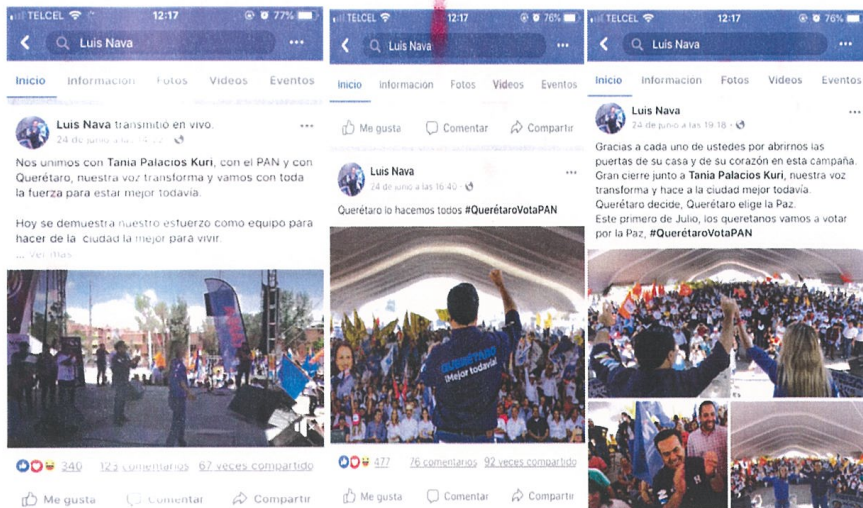 TELCEL 12:17 77%
Luis Nava
Inicio Información Fotos Videos Eventos
Luis Nava transmitió en vivo.
24 de junio a las
Nos unimos con Tania Palacios Kuri, con el PAN y con
Querétaro, nuestra voz transforma y vamos con toda
la fuerza para estar mejor todavía.
Hoy se demuestra nuestro esfuerzo como equipo para
hacer de la ciudad la mejor para vivir.
... Ver más
340 123 comentarios 67 veces compartido
Me gusta Comentar Compartir
TELCEL 12:17 76%
Luis Nava
Inicio Información Fotos Videos Eventos
Me gusta Comentar Compartir
Luis Nava
24 de junio a las 16:40
Querétaro lo hacemos todos #QuerétaroVotaPAN
QUERÉTARO
¡Mejor todavía!
477 76 comentarios 92 veces compartido
Me gusta Comentar Compartir
TELCEL 12:17 76%
Luis Nava
Inicio Información Fotos Videos Eventos
Luis Nava
24 de junio a las 19:18
Gracias a cada uno de ustedes por abrirnos las
puertas de su casa y de su corazón en esta campaña.
Gran cierre junto a Tania Palacios Kuri, nuestra voz
transforma y hace a la ciudad mejor todavía.
Querétaro decide, Querétaro elige la Paz.
Este primero de Julio, los queretanos vamos a votar
por la Paz, #QuerétaroVotaPAN